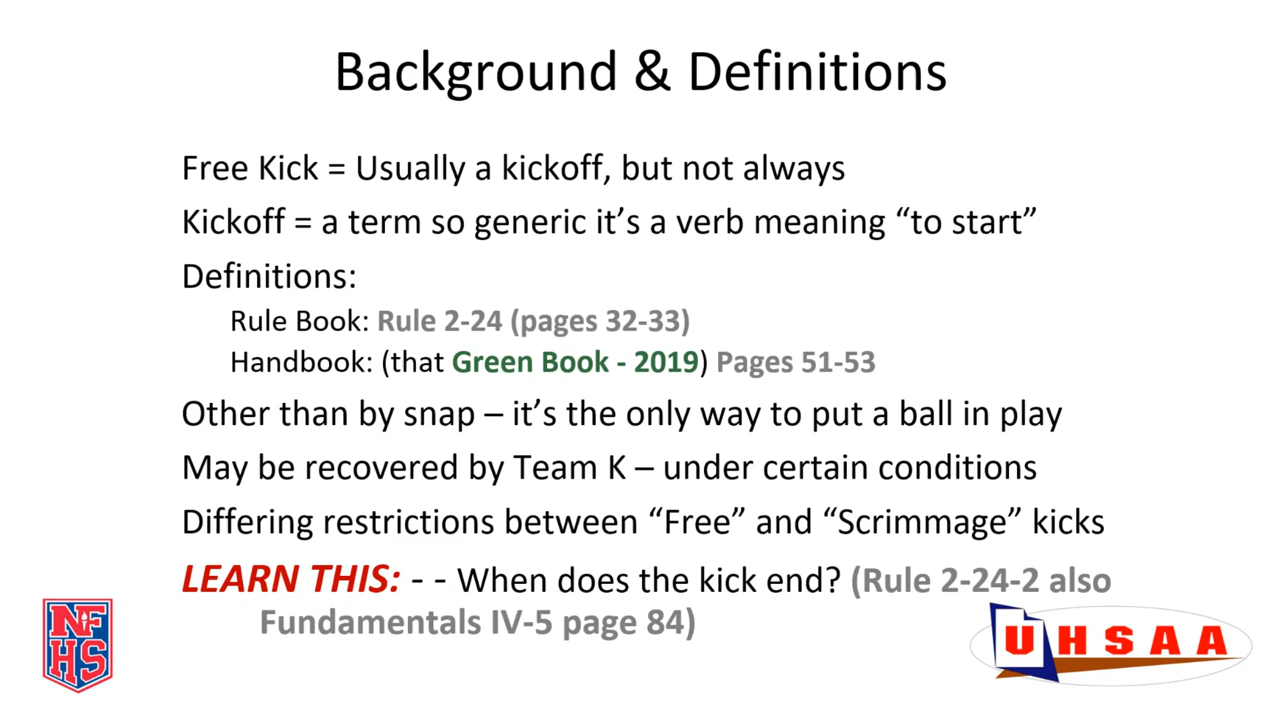 Background & Definitions
Free Kick = Usually a kickoff, but not always
Kickoff = a term so generic it’s a verb meaning “to start”
Definitions:
Rule Book: Rule 2-24 (pages 32-33)
Handbook: (that Green Book - 2019) Pages 51-53
Other than by snap – it’s the only way to put a ball in play
May be recovered by Team K – under certain conditions
Differing restrictions between “Free” and “Scrimmage” kicks
LEARN THIS: - - When does the kick end? (Rule 2-24-2 also
Fundamentals IV-5 page 84)
NF
HS
UHSAA